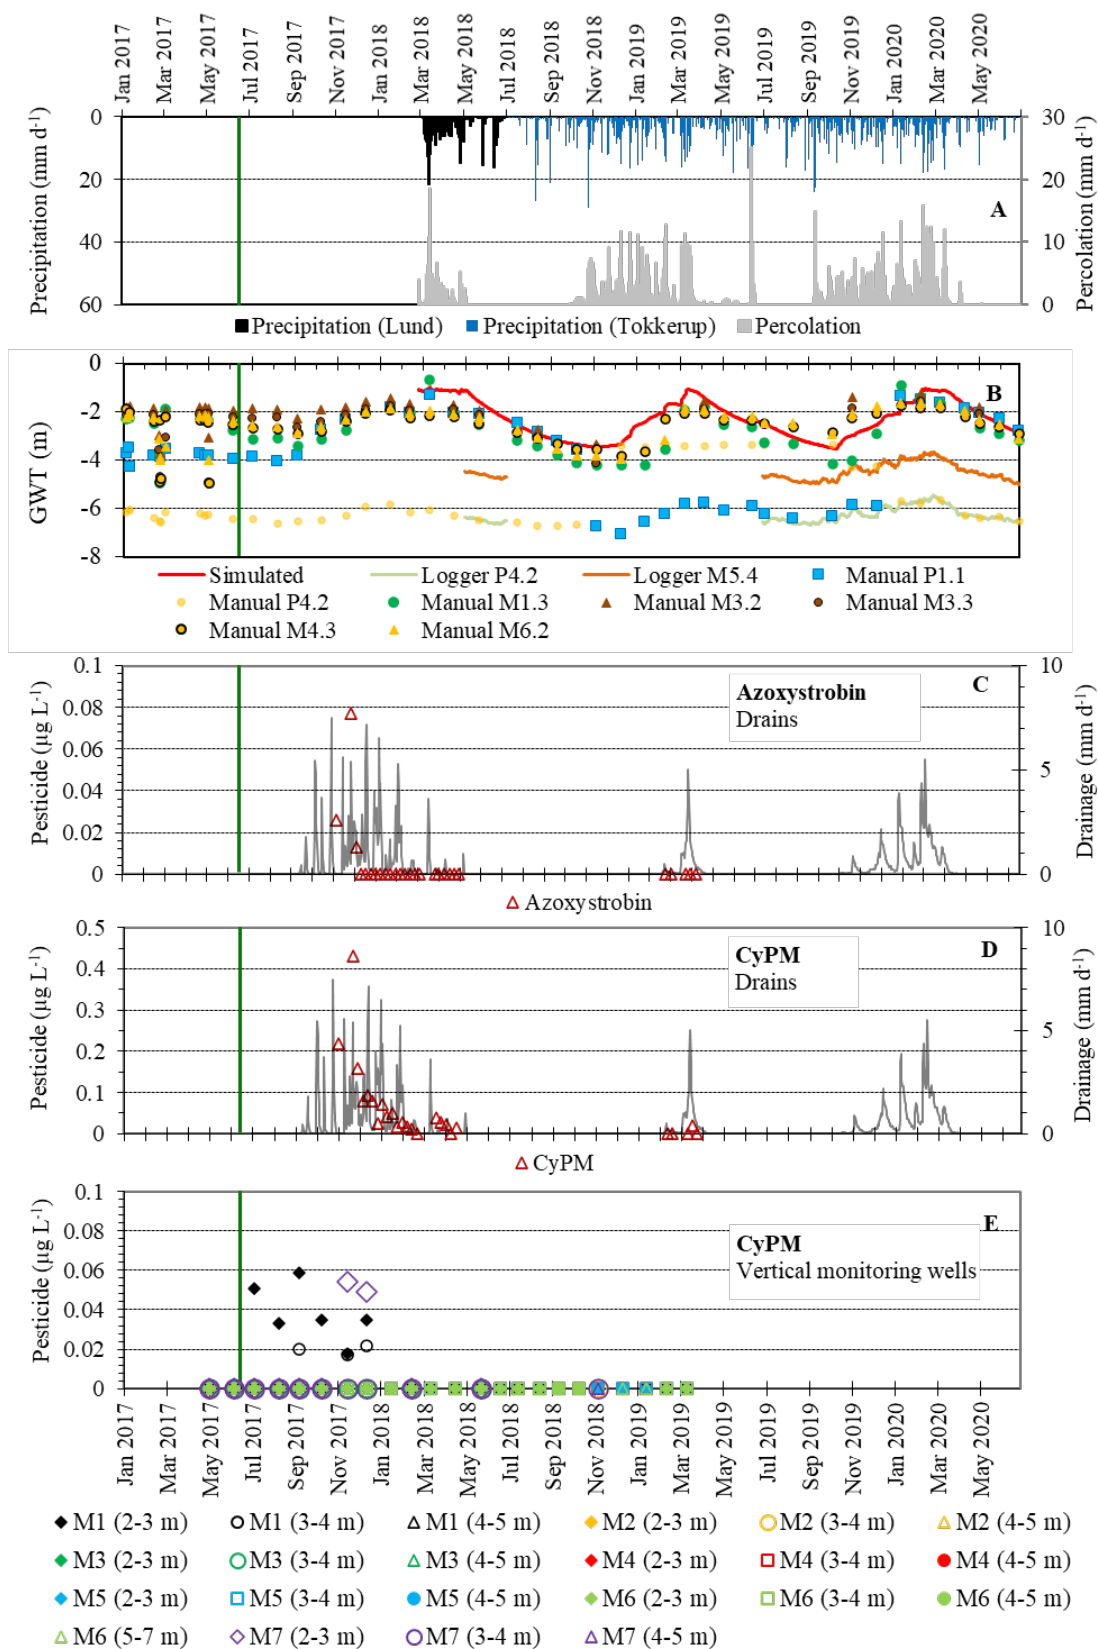 Jan 2017 Mar 2017 May 2017 Jul 2017 Sep 2017 Nov 2017 Jan 2018 Mar 2018 May 2018 Jul 2018 Sep 2018 Nov 2018 Jan 2019 Mar 2019 May 2019 Jul 2019 Sep 2019 Nov 2019 Jan 2020 Mar 2020 May 2020
Precipitation (mm d-1)
0
20
40
60
A
30
20
10
0
Percolation (mm d-1)
Precipitation (Lund) Precipitation (Tokkerup) Percolation
GWT (m)
0
-2
-4
-6
-8
B
Simulated Logger P4.2 Logger M5.4 Manual P1.1
Manual P4.2 Manual M1.3 Manual M3.2 Manual M3.3
Manual M4.3 Manual M6.2
Pesticide (µg L-1)
0.1
0.08
0.06
0.04
0.02
0
Azoxystrobin
Drains
C
10
5
0
Drainage (mm d-1)
Azoxystrobin
Pesticide (µg L-1)
0.5
0.4
0.3
0.2
0.1
0
CyPM
Drains
D
10
5
0
Drainage (mm d-1)
CyPM
Pesticide (µg L-1)
0.1
0.08
0.06
0.04
0.02
0
E
CyPM
Vertical monitoring wells
Jan 2017 Mar 2017 May 2017 Jul 2017 Sep 2017 Nov 2017 Jan 2018 Mar 2018 May 2018 Jul 2018 Sep 2018 Nov 2018 Jan 2019 Mar 2019 May 2019 Jul 2019 Sep 2019 Nov 2019 Jan 2020 Mar 2020 May 2020
M1 (2-3 m) M1 (3-4 m) M1 (4-5 m) M2 (2-3 m) M2 (3-4 m) M2 (4-5 m)
M3 (2-3 m) M3 (3-4 m) M3 (4-5 m) M4 (2-3 m) M4 (3-4 m) M4 (4-5 m)
M5 (2-3 m) M5 (3-4 m) M5 (4-5 m) M6 (2-3 m) M6 (3-4 m) M6 (4-5 m)
M6 (5-7 m) M7 (2-3 m) M7 (3-4 m) M7 (4-5 m)